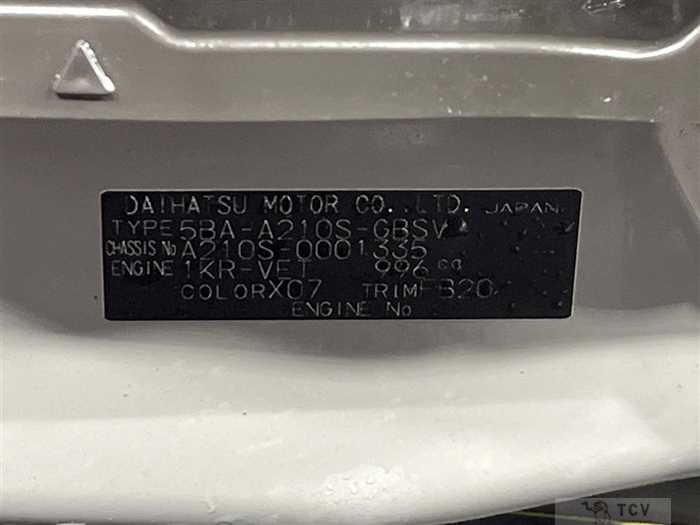 DAIHATSU MOTOR CO., LTD. JAPAN
TYPE 5BA-A210S-GBSV
CHASSIS No A210S-0001335
ENGINE 1KR-VET 996 cc
COLOR X07 TRIM FB20
ENGINE No
TCV